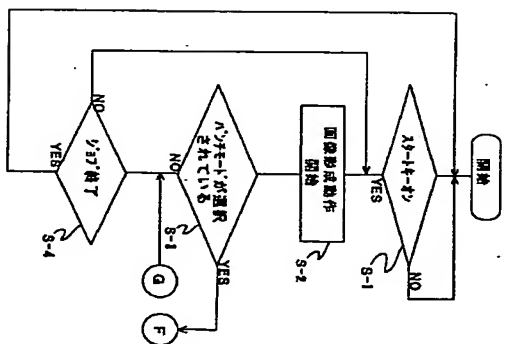 開始
スタートキーオン
NO
S-1
YES
画像形成動作
開始
S-2
パンチモードが選択
されている
YES
S-3
NO
F
G
ジョブ終了
NO
S-4
YES